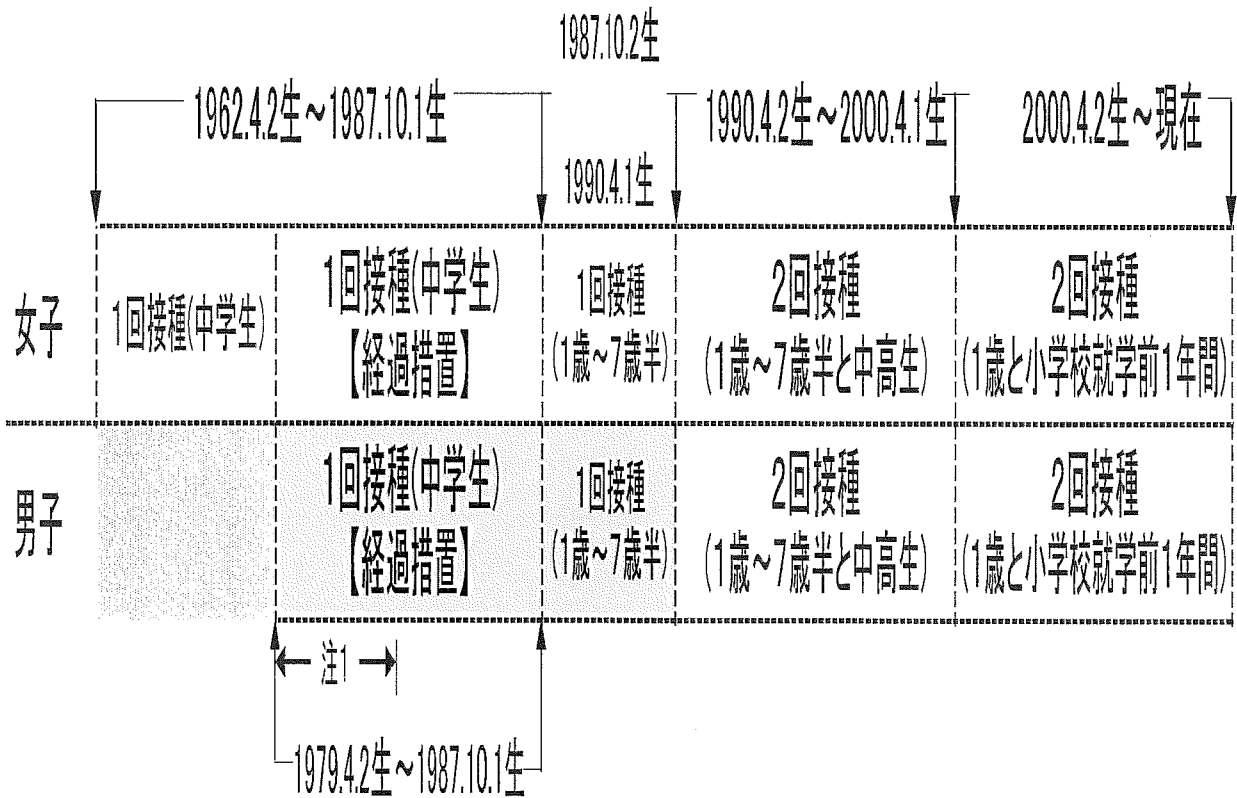 1987.10.2生
1962.4.2生～1987.10.1生
1990.4.2生～2000.4.1生
2000.4.2生～現在
1990.4.1生
女子
1回接種(中学生)
1回接種(中学生)
【経過措置】
1回接種
(1歳～7歳半)
2回接種
(1歳～7歳半と中高生)
2回接種
(1歳と小学校就学前1年間)
男子
1回接種(中学生)
【経過措置】
1回接種
(1歳～7歳半)
2回接種
(1歳～7歳半と中高生)
2回接種
(1歳と小学校就学前1年間)
注1
1979.4.2生～1987.10.1生